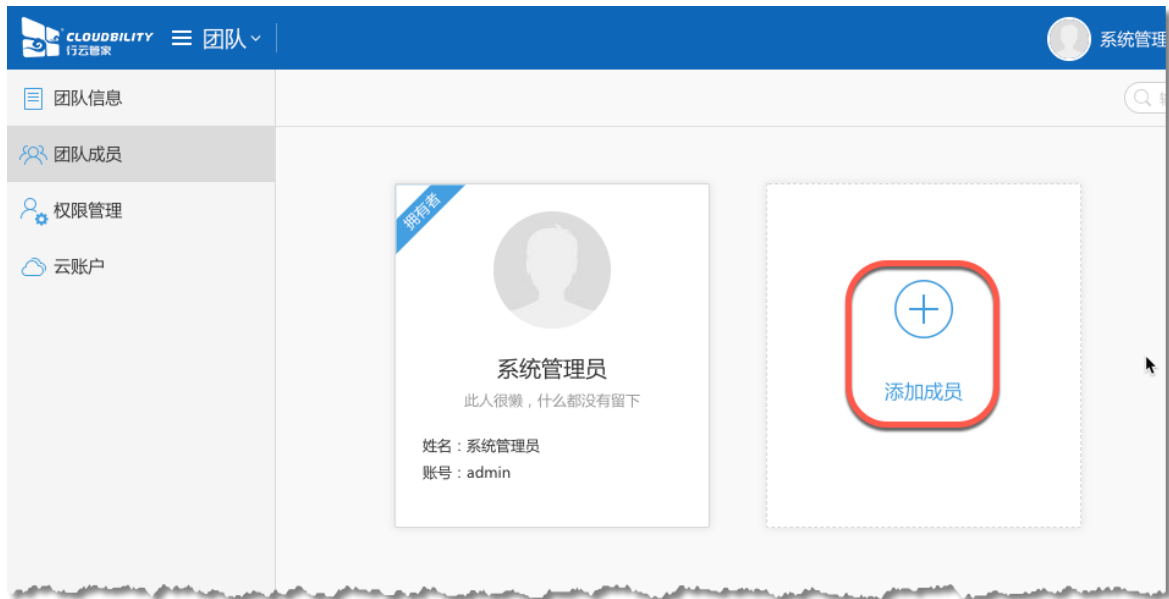 CLOUDBILITY
行云管家
团队
系统管理
团队信息
团队成员
权限管理
云账户
拥有者
系统管理员
此人很懒，什么都没有留下
姓名：系统管理员
账号：admin
添加成员